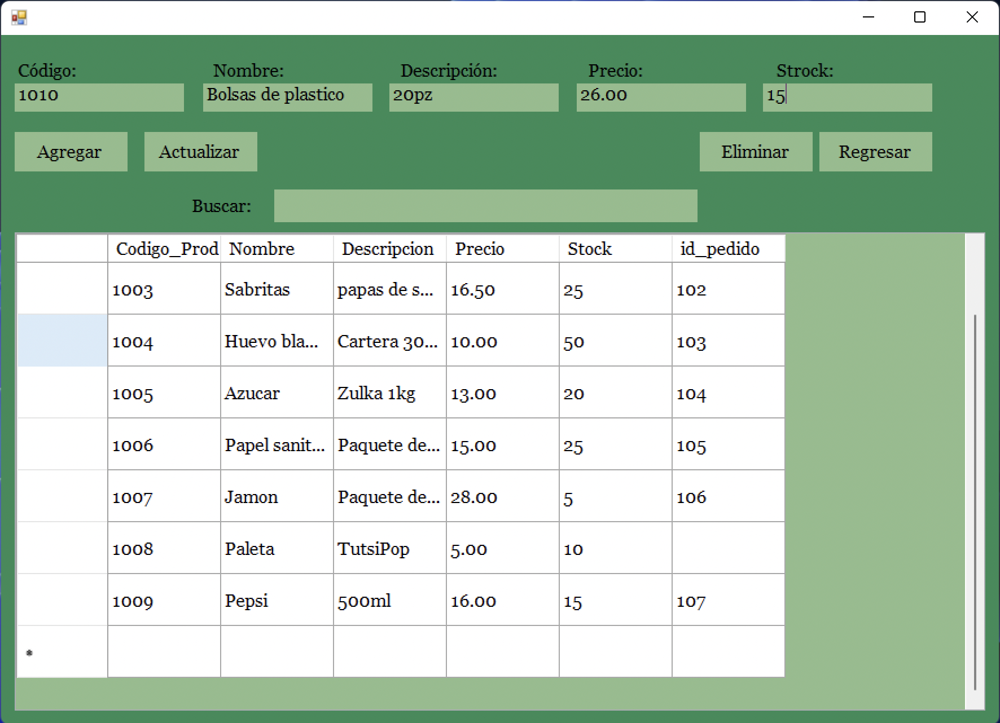 Código: Nombre: Descripción: Precio: Strock:
1010 Bolsas de plastico 20pz 26.00 15
Agregar Actualizar Eliminar Regresar
Buscar:
Codigo_Prod Nombre Descripcion Precio Stock id_pedido
1003 Sabritas papas de s... 16.50 25 102
1004 Huevo bla... Cartera 30... 10.00 50 103
1005 Azucar Zulka 1kg 13.00 20 104
1006 Papel sanit... Paquete de... 15.00 25 105
1007 Jamon Paquete de... 28.00 5 106
1008 Paleta TutsiPop 5.00 10
1009 Pepsi 500ml 16.00 15 107